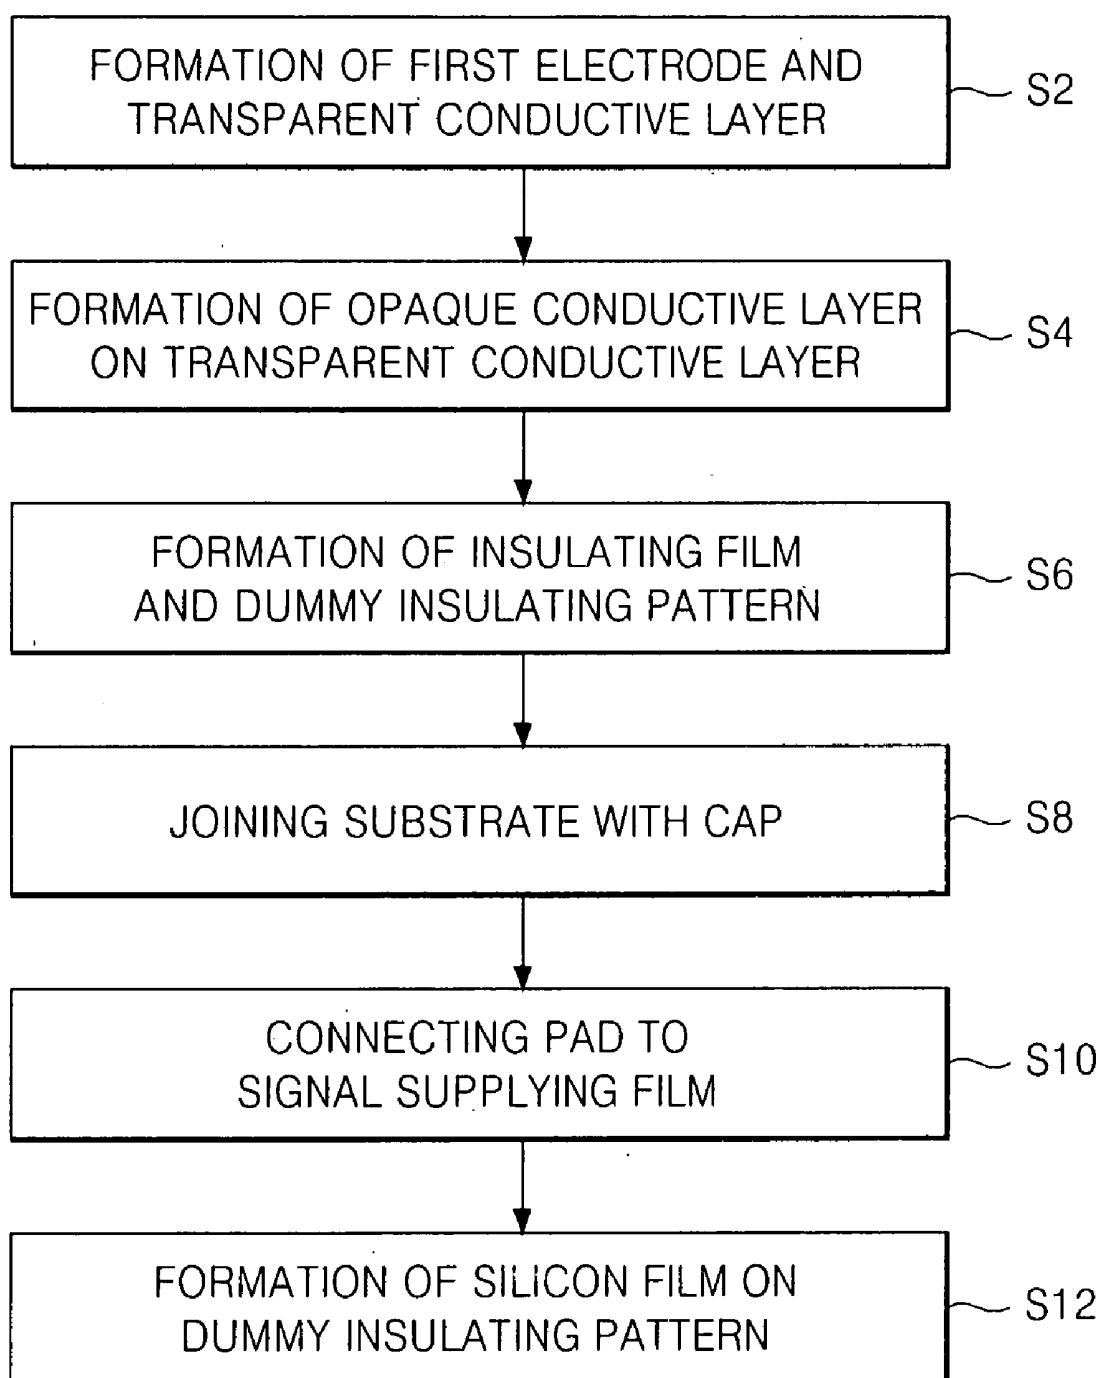 FORMATION OF FIRST ELECTRODE AND
TRANSPARENT CONDUCTIVE LAYER
S2
FORMATION OF OPAQUE CONDUCTIVE LAYER
ON TRANSPARENT CONDUCTIVE LAYER
S4
FORMATION OF INSULATING FILM
AND DUMMY INSULATING PATTERN
S6
JOINING SUBSTRATE WITH CAP
S8
CONNECTING PAD TO
SIGNAL SUPPLYING FILM
S10
FORMATION OF SILICON FILM ON
DUMMY INSULATING PATTERN
S12